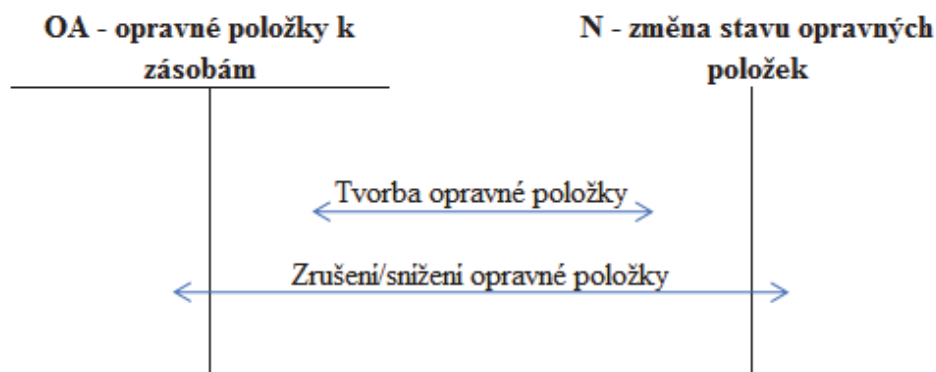 OA - opravné položky k
zásobám
N - změna stavu opravných
položek
Tvorba opravné položky
Zrušení/snížení opravné položky